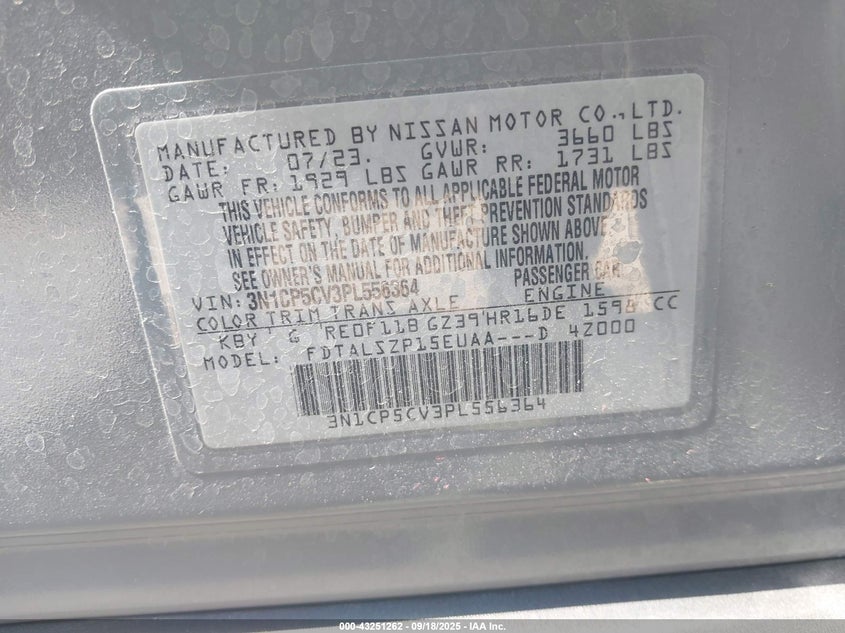 MANUFACTURED BY NISSAN MOTOR CO., LTD.
DATE: 07/23. GVWR: 3660 LBS
GAWR FR: 1929 LBS GAWR RR: 1731 LBS
THIS VEHICLE CONFORMS TO ALL APPLICABLE FEDERAL MOTOR
VEHICLE SAFETY, BUMPER AND THEFT PREVENTION STANDARDS
IN EFFECT ON THE DATE OF MANUFACTURE SHOWN ABOVE.
SEE OWNER'S MANUAL FOR ADDITIONAL INFORMATION.
VIN: 3N1CP5CV3PL556364 PASSENGER CAR
COLOR TRIM TRANS AXLE ENGINE
KBY G RE0F11B GZ39 HR16DE 1598 CC
MODEL: FDTALSZP15EUAA---D 4Z000
3N1CP5CV3PL556364
000-43251262 - 09/18/2025 - IAA Inc.